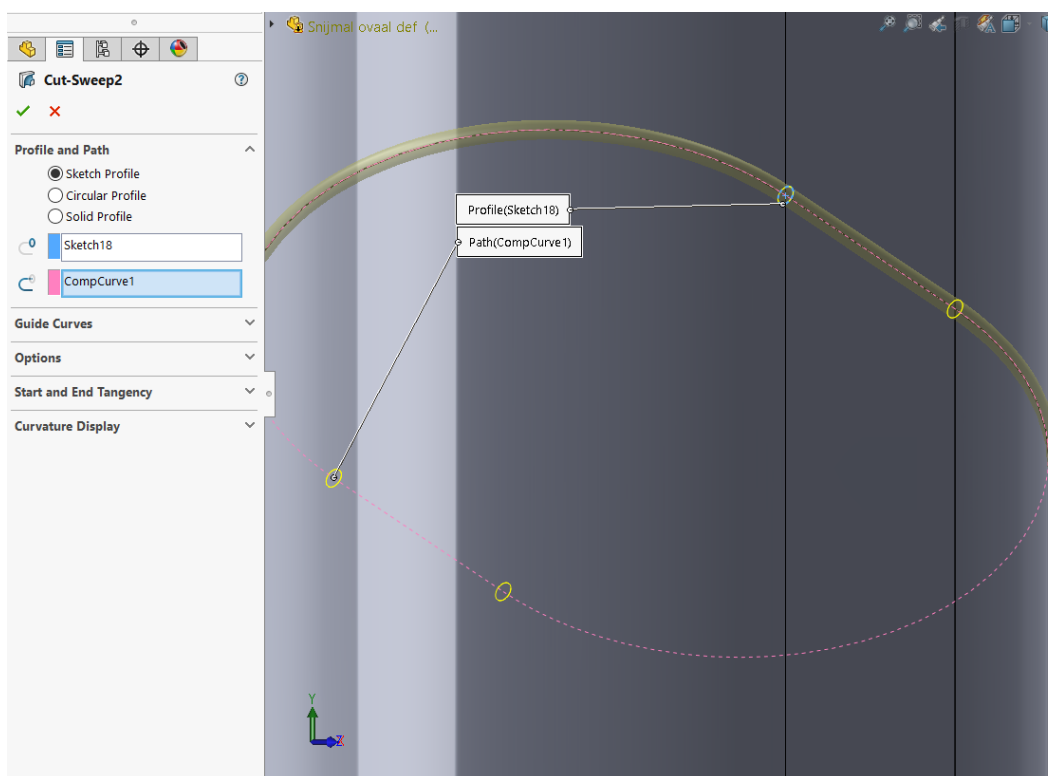 Snijmal ovaal def (...
Cut-Sweep2
Profile and Path
Sketch Profile
Circular Profile
Solid Profile
Sketch18
CompCurve1
Guide Curves
Options
Start and End Tangency
Curvature Display
Profile(Sketch18)
Path(CompCurve1)
Y
Z